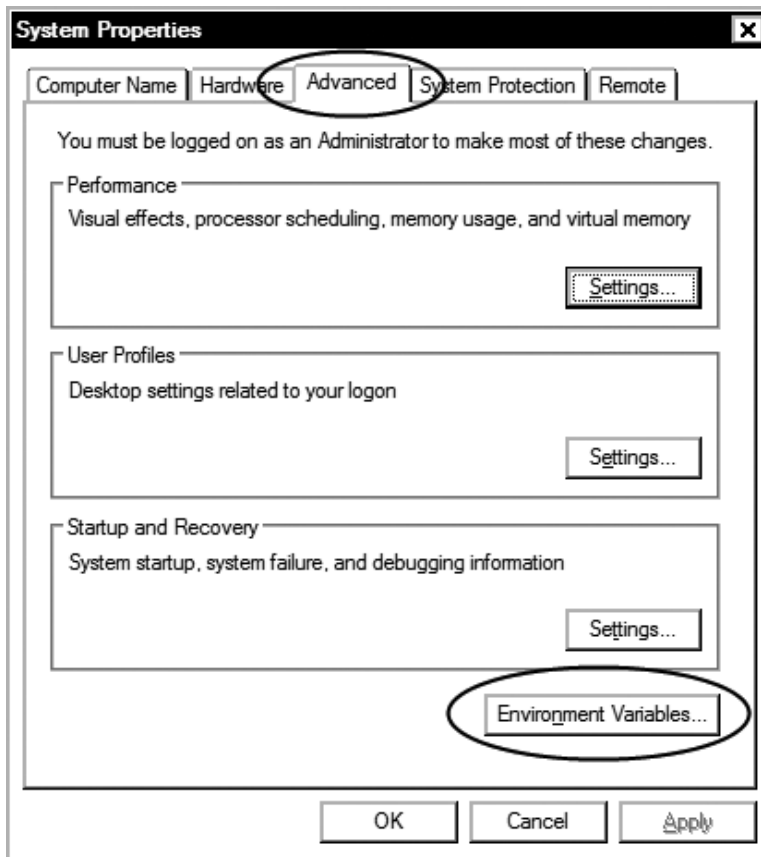 System Properties
Computer Name Hardware Advanced System Protection Remote
You must be logged on as an Administrator to make most of these changes.
Performance
Visual effects, processor scheduling, memory usage, and virtual memory
Settings...
User Profiles
Desktop settings related to your logon
Settings...
Startup and Recovery
System startup, system failure, and debugging information
Settings...
Environment Variables...
OK Cancel Apply